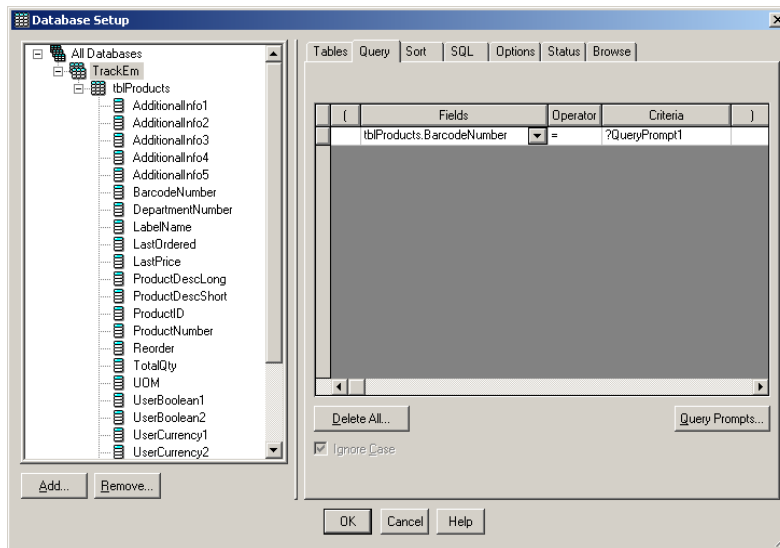 Database Setup
All Databases
TrackEm
tblProducts
AdditionalInfo1
AdditionalInfo2
AdditionalInfo3
AdditionalInfo4
AdditionalInfo5
BarcodeNumber
DepartmentNumber
LabelName
LastOrdered
LastPrice
ProductDescLong
ProductDescShort
ProductID
ProductNumber
Reorder
TotalQty
UOM
UserBoolean1
UserBoolean2
UserCurrency1
UserCurrency2
Add... Remove...
Tables Query Sort SQL Options Status Browse
( Fields Operator Criteria )
tblProducts.BarcodeNumber = ?QueryPrompt1
Delete All... Query Prompts...
Ignore Case
OK Cancel Help